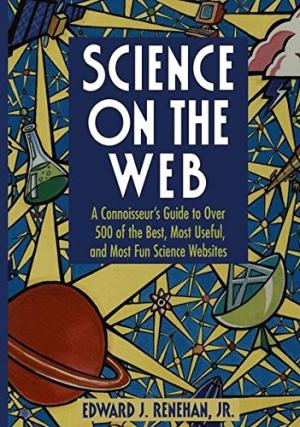 SCIENCE
ON THE
WEB
A Connoisseur's Guide to Over
500 of the Best, Most Useful,
and Most Fun Science Websites
EDWARD J. RENEHAN, JR.